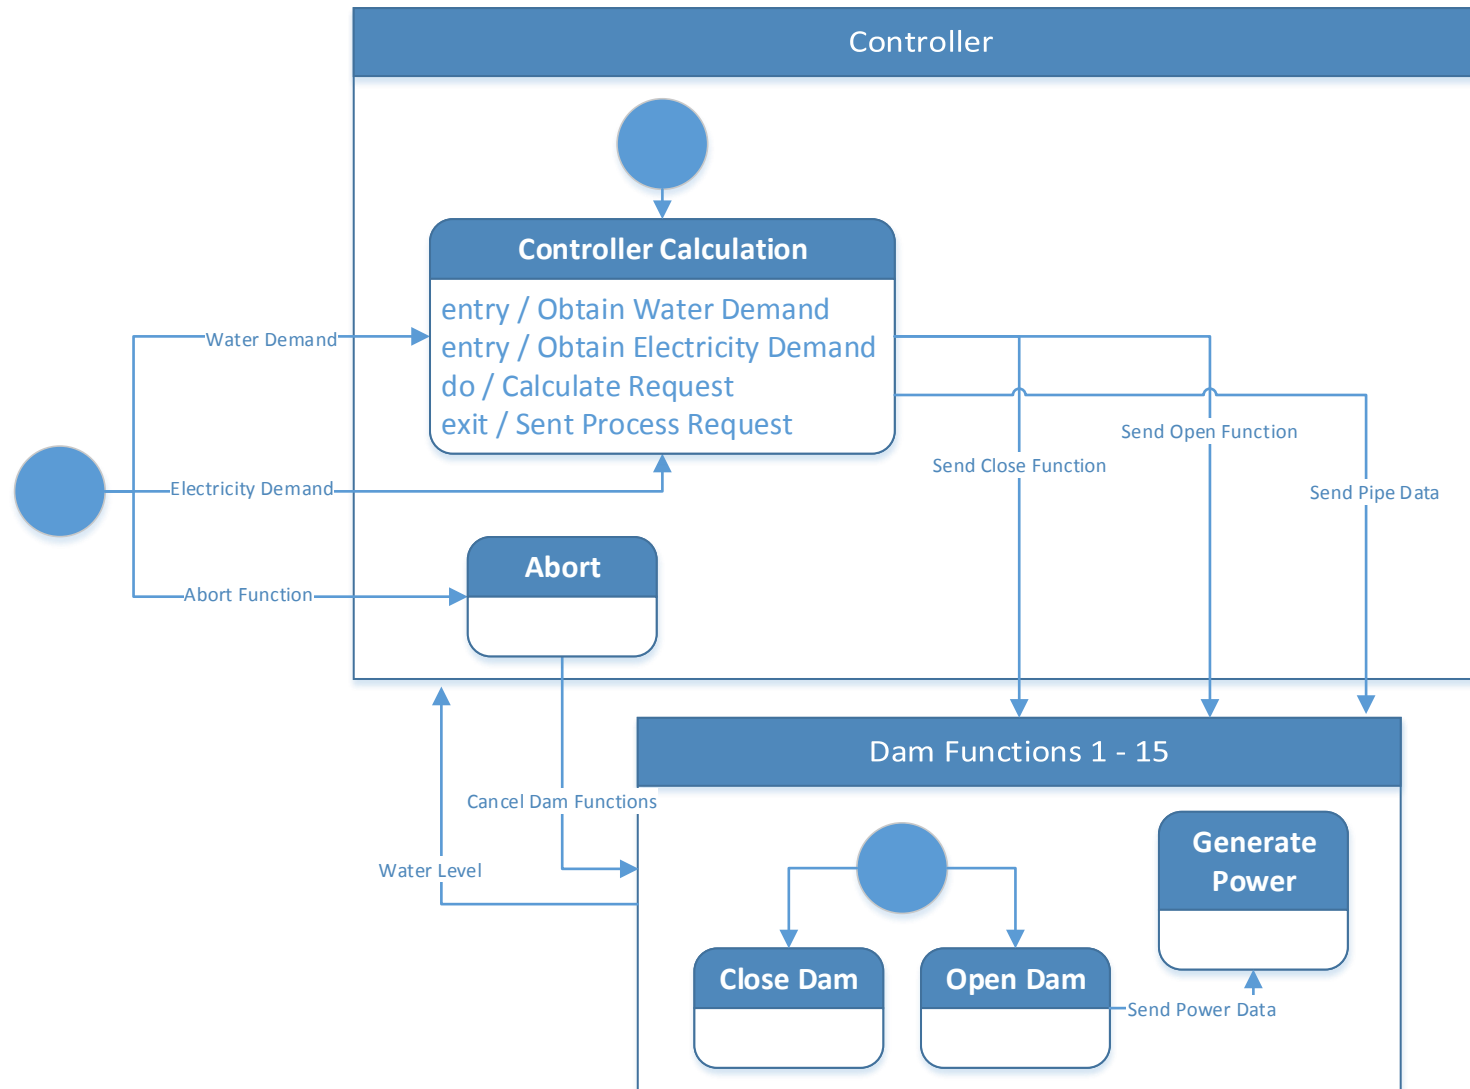 Controller
Controller Calculation
entry / Obtain Water Demand
entry / Obtain Electricity Demand
do / Calculate Request
exit / Sent Process Request
Water Demand
Send Open Function
Send Close Function
Electricity Demand
Send Pipe Data
Abort
Abort Function
Dam Functions 1 - 15
Cancel Dam Functions
Water Level
Generate
Power
Close Dam
Open Dam
Send Power Data